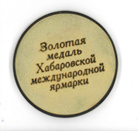 Золотая
медаль
Хабаровской
международной
ярмарки